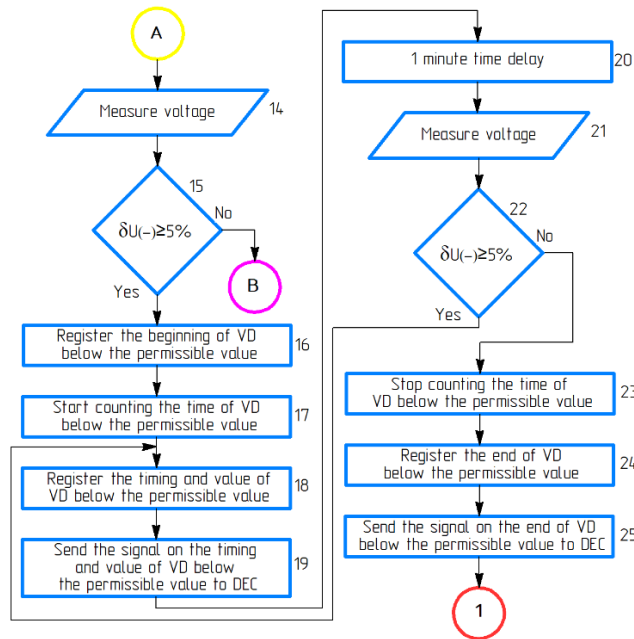 A
Measure voltage
14
15
δU(−)≥5%
No
B
Yes
Register the beginning of VD
below the permissible value
16
Start counting the time of VD
below the permissible value
17
Register the timing and value of
VD below the permissible value
18
Send the signal on the timing
and value of VD below
the permissible value to DEC
19
1 minute time delay
20
Measure voltage
21
22
δU(−)≥5%
No
Yes
Stop counting the time of
VD below the permissible value
23
Register the end of VD
below the permissible value
24
Send the signal on the end of VD
below the permissible value to DEC
25
1